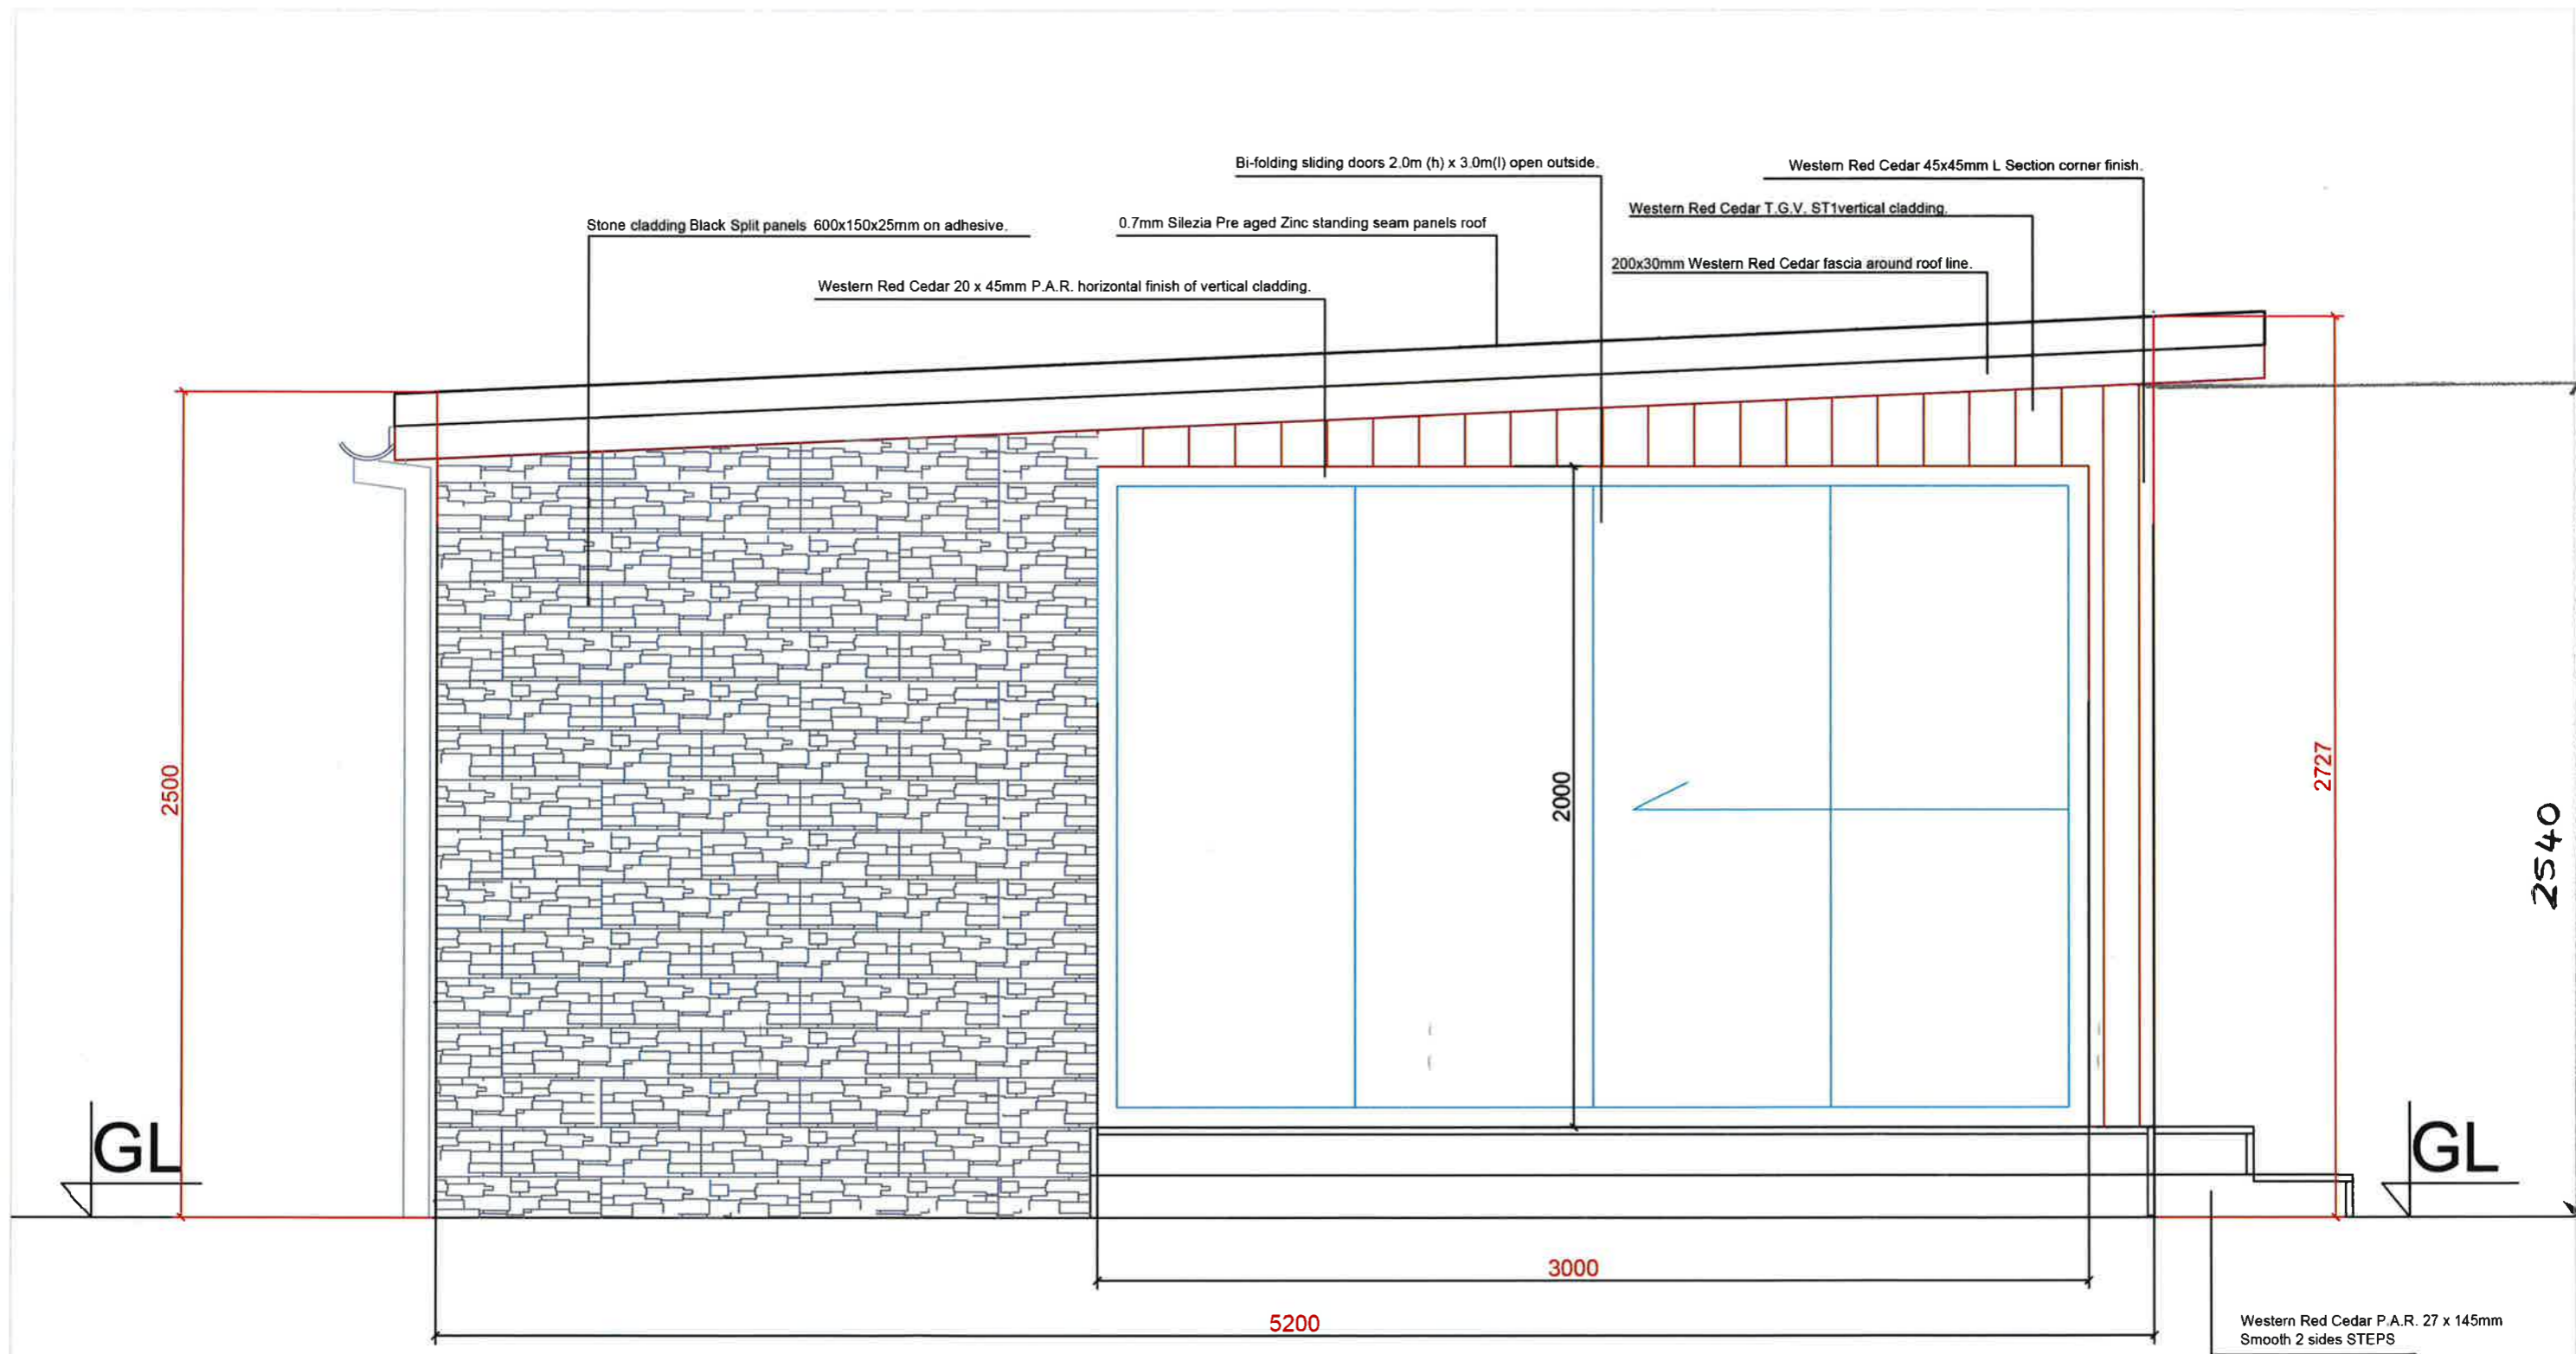 Bi-folding sliding doors 2.0m (h) x 3.0m(l) open outside.
Western Red Cedar 45x45mm L Section corner finish.
Stone cladding Black Split panels 600x150x25mm on adhesive.
0.7mm Silezia Pre aged Zinc standing seam panels roof
Western Red Cedar T.G.V. ST1vertical cladding.
200x30mm Western Red Cedar fascia around roof line.
Western Red Cedar 20 x 45mm P.A.R. horizontal finish of vertical cladding.
2500
2000
2727
2540
GL
GL
3000
5200
Western Red Cedar P.A.R. 27 x 145mm
Smooth 2 sides STEPS